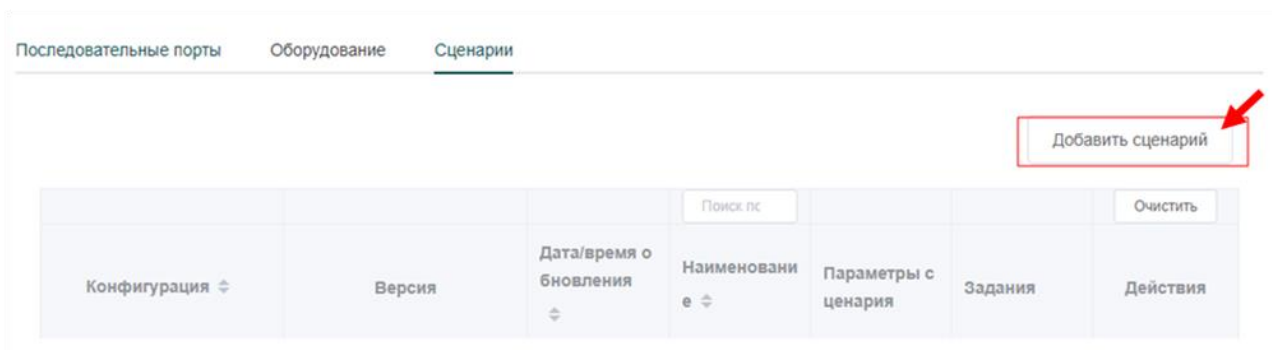 Последовательные порты Оборудование Сценарии
Добавить сценарий
Поиск пс Очистить
Конфигурация Версия Дата/время о
бновления Наименовани
е Параметры с
ценария Задания Действия